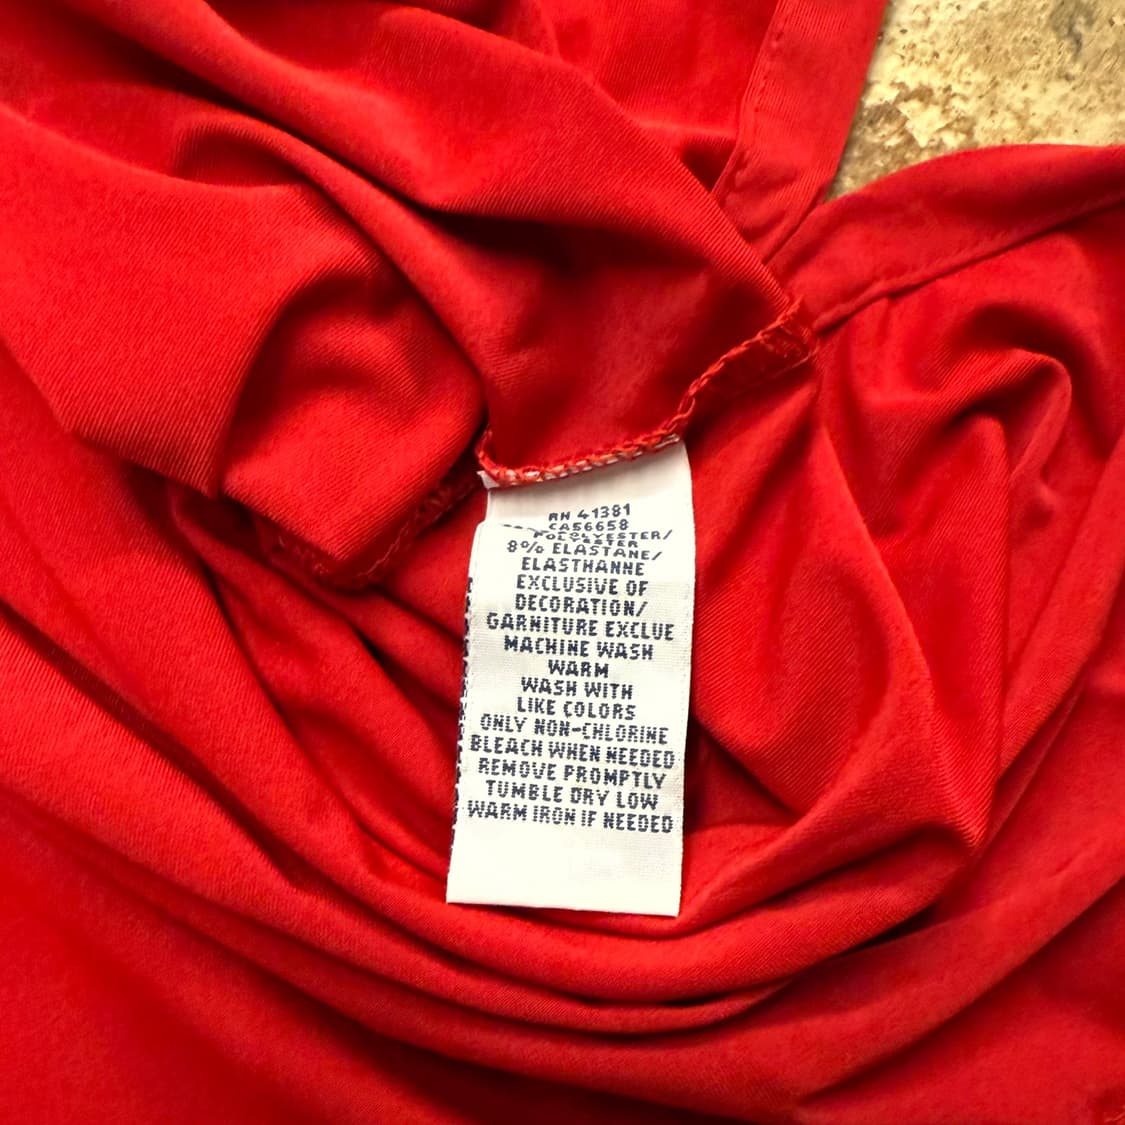 RN 41381
CA56658
POLYESTER
8% ELASTANE/
ELASTHANNE
EXCLUSIVE OF
DECORATION/
GARNITURE EXCLUE
MACHINE WASH
WARM
WASH WITH
LIKE COLORS
ONLY NON-CHLORINE
BLEACH WHEN NEEDED
REMOVE PROMPTLY
TUMBLE DRY LOW
WARM IRON IF NEEDED